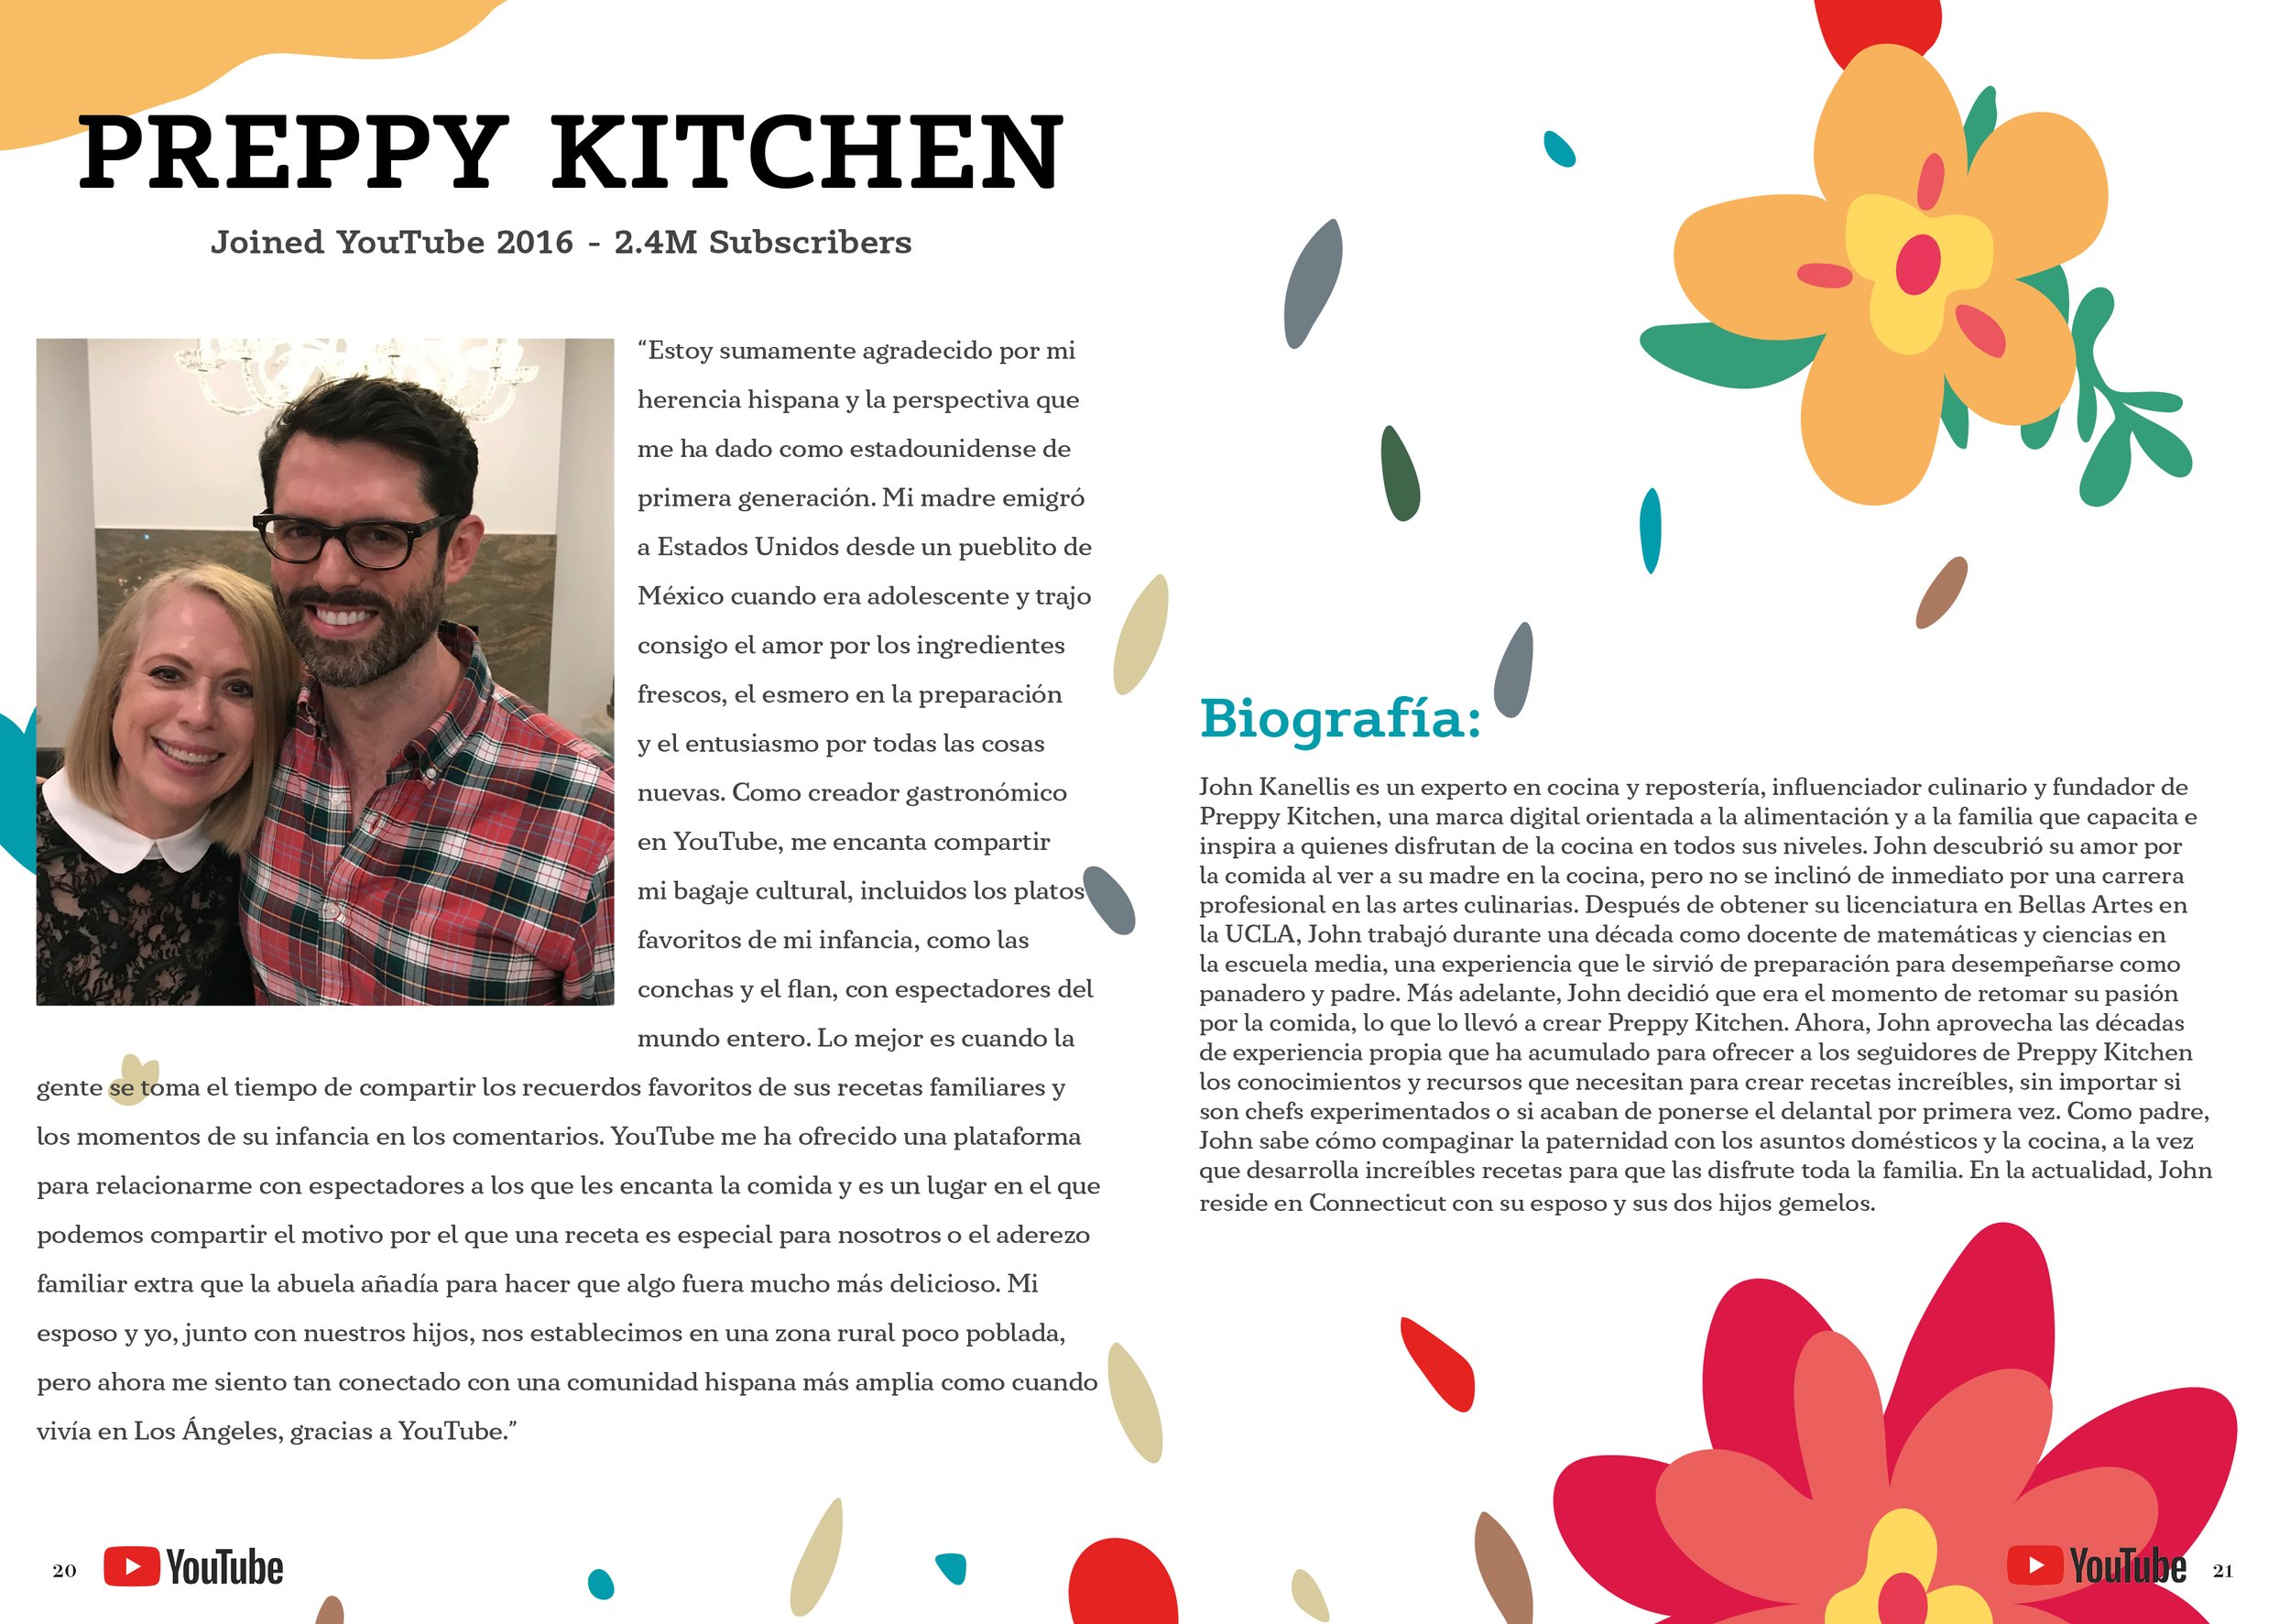 PREPPY KITCHEN
Joined YouTube 2016 - 2.4M Subscribers
“Estoy sumamente agradecido por mi
herencia hispana y la perspectiva que
me ha dado como estadounidense de
primera generación. Mi madre emigró
a Estados Unidos desde un pueblito de
México cuando era adolescente y trajo
consigo el amor por los ingredientes
frescos, el esmero en la preparación
y el entusiasmo por todas las cosas
nuevas. Como creador gastronómico
en YouTube, me encanta compartir
mi bagaje cultural, incluidos los platos
favoritos de mi infancia, como las
conchas y el flan, con espectadores del
mundo entero. Lo mejor es cuando la
gente se toma el tiempo de compartir los recuerdos favoritos de sus recetas familiares y
los momentos de su infancia en los comentarios. YouTube me ha ofrecido una plataforma
para relacionarme con espectadores a los que les encanta la comida y es un lugar en el que
podemos compartir el motivo por el que una receta es especial para nosotros o el aderezo
familiar extra que la abuela añadía para hacer que algo fuera mucho más delicioso. Mi
esposo y yo, junto con nuestros hijos, nos establecimos en una zona rural poco poblada,
pero ahora me siento tan conectado con una comunidad hispana más amplia como cuando
vivía en Los Ángeles, gracias a YouTube.”
20 YouTube
Biografía:
John Kanellis es un experto en cocina y repostería, influenciador culinario y fundador de
Preppy Kitchen, una marca digital orientada a la alimentación y a la familia que capacita e
inspira a quienes disfrutan de la cocina en todos sus niveles. John descubrió su amor por
la comida al ver a su madre en la cocina, pero no se inclinó de inmediato por una carrera
profesional en las artes culinarias. Después de obtener su licenciatura en Bellas Artes en
la UCLA, John trabajó durante una década como docente de matemáticas y ciencias en
la escuela media, una experiencia que le sirvió de preparación para desempeñarse como
panadero y padre. Más adelante, John decidió que era el momento de retomar su pasión
por la comida, lo que lo llevó a crear Preppy Kitchen. Ahora, John aprovecha las décadas
de experiencia propia que ha acumulado para ofrecer a los seguidores de Preppy Kitchen
los conocimientos y recursos que necesitan para crear recetas increíbles, sin importar si
son chefs experimentados o si acaban de ponerse el delantal por primera vez. Como padre,
John sabe cómo compaginar la paternidad con los asuntos domésticos y la cocina, a la vez
que desarrolla increíbles recetas para que las disfrute toda la familia. En la actualidad, John
reside en Connecticut con su esposo y sus dos hijos gemelos.
YouTube 21